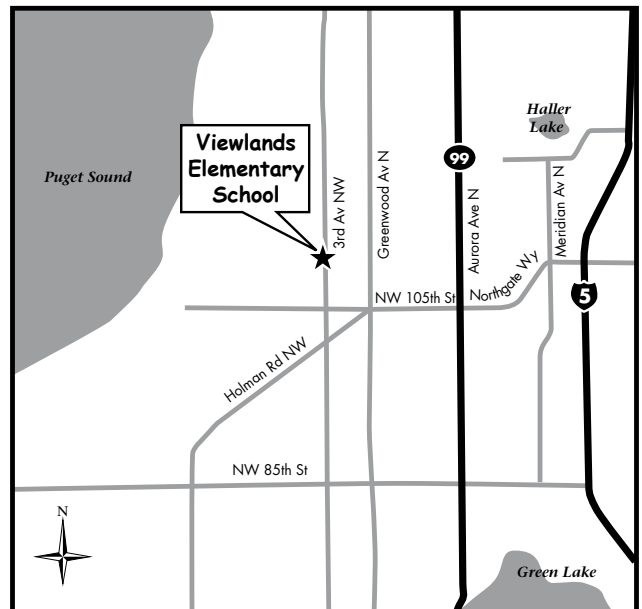 Haller
Lake
Viewlands
Elementary
School
Puget Sound
99
3rd Av NW
Greenwood Av N
Aurora Ave N
Meridian Av N
Northgate Wy
NW 105th St
5
Holman Rd NW
NW 85th St
N
Green Lake